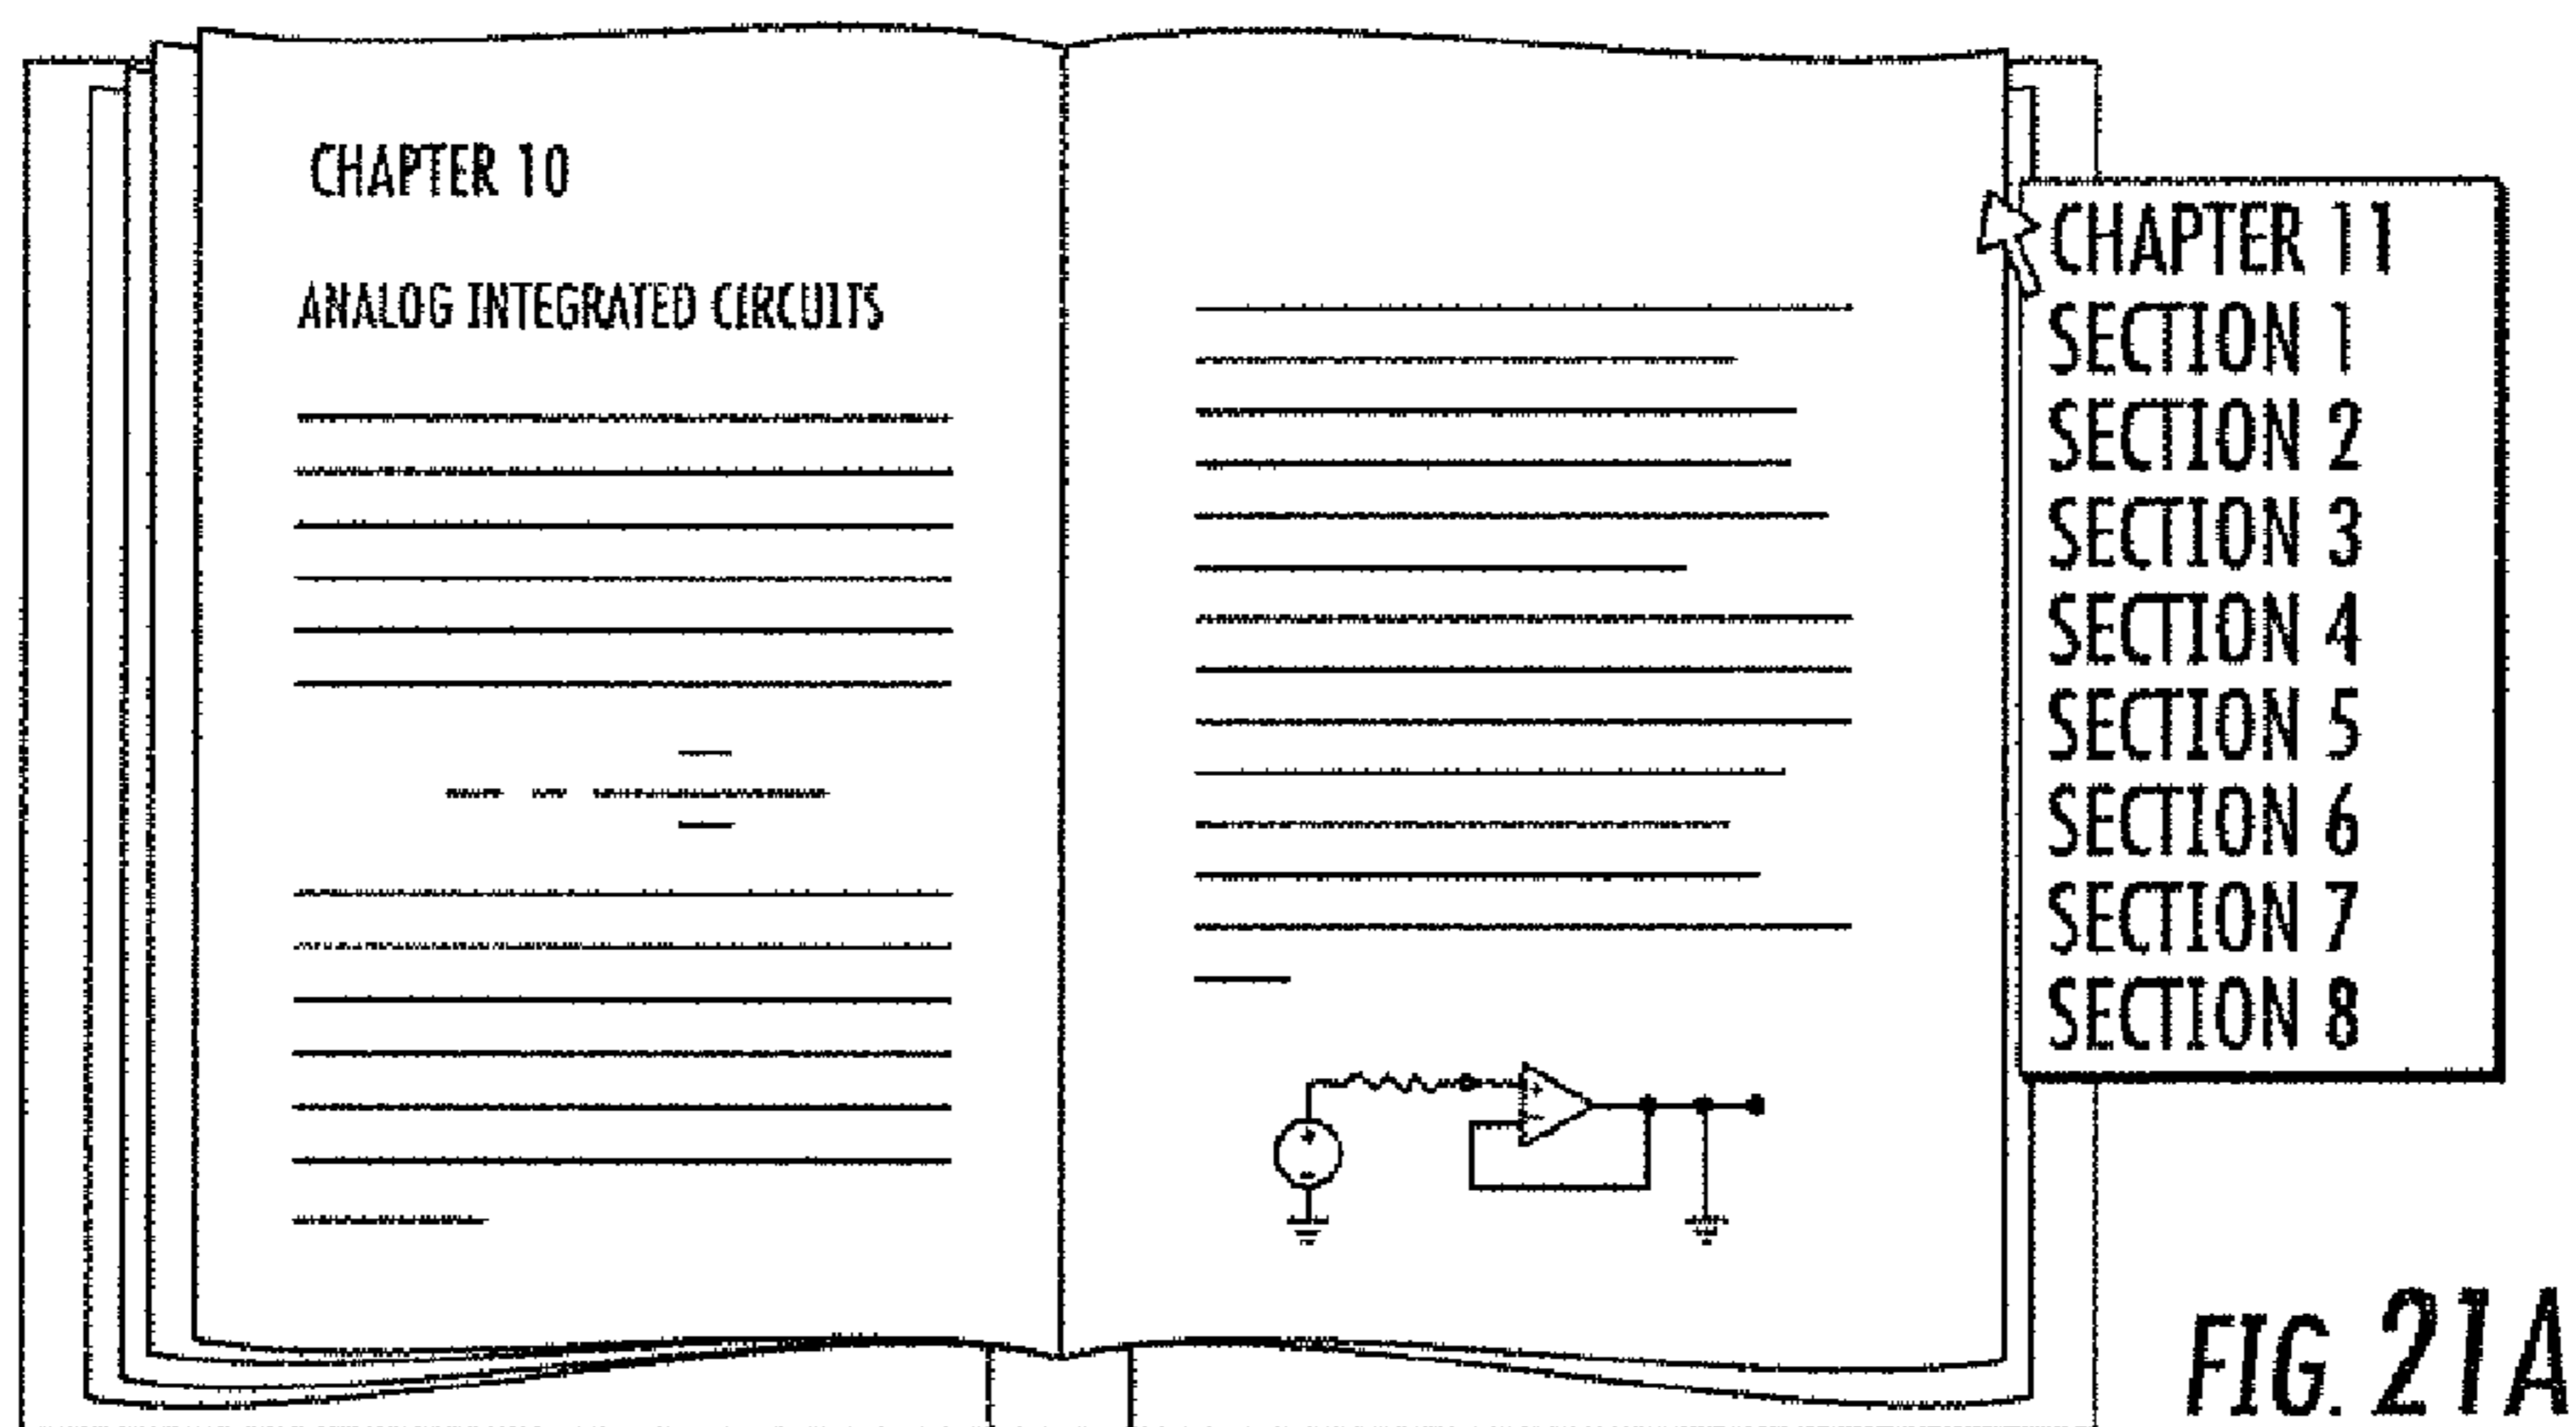 CHAPTER 10
ANALOG INTEGRATED CIRCUITS
CHAPTER 11
SECTION 1
SECTION 2
SECTION 3
SECTION 4
SECTION 5
SECTION 6
SECTION 7
SECTION 8
FIG. 21A